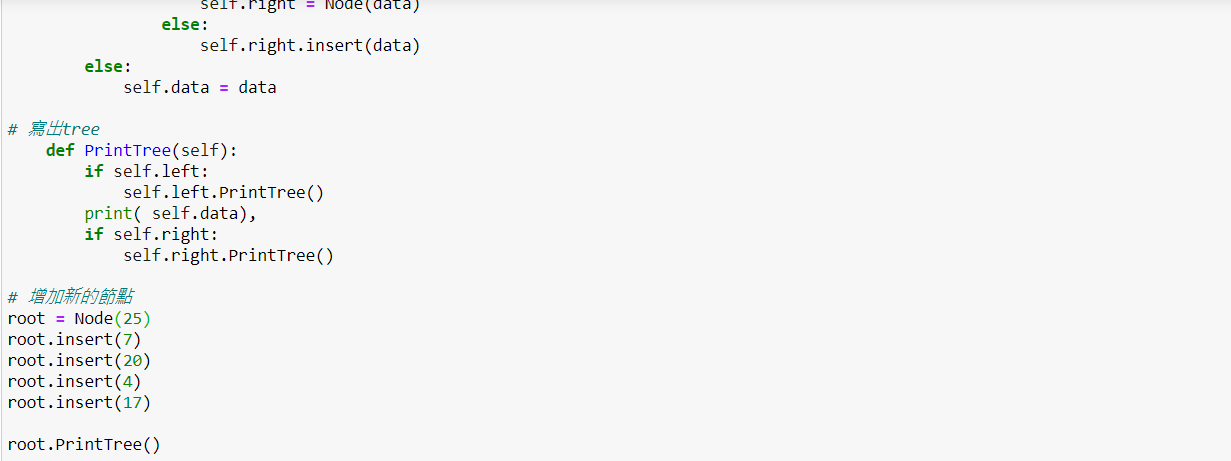 self.right = Node(data)
else:
self.right.insert(data)
else:
self.data = data
# 寫出tree
def PrintTree(self):
if self.left:
self.left.PrintTree()
print( self.data),
if self.right:
self.right.PrintTree()
# 增加新的節點
root = Node(25)
root.insert(7)
root.insert(20)
root.insert(4)
root.insert(17)
root.PrintTree()